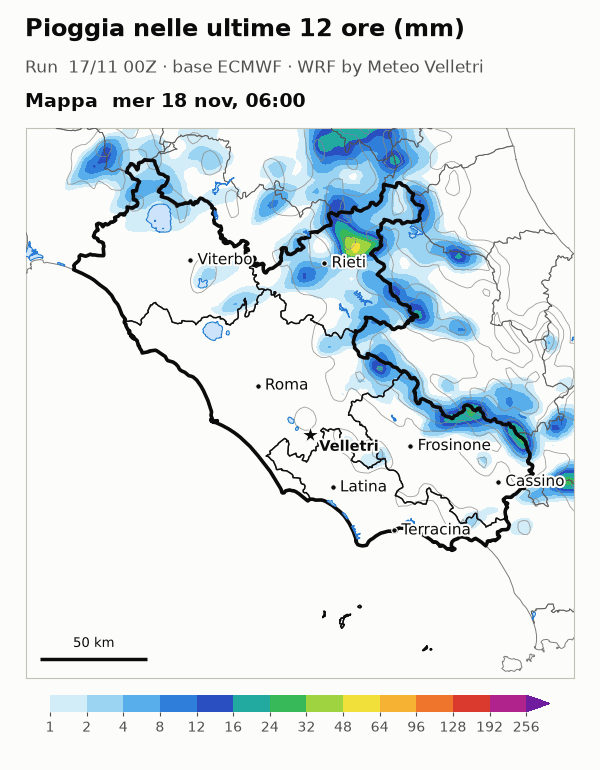 Pioggia nelle ultime 12 ore (mm)
Run 17/11 00Z · base ECMWF · WRF by Meteo Velletri
Mappa mer 18 nov, 06:00
Viterbo
Rieti
Roma
Velletri
Frosinone
Latina
Cassino
Terracina
50 km
1 2 4 8 12 16 24 32 48 64 96 128 192 256